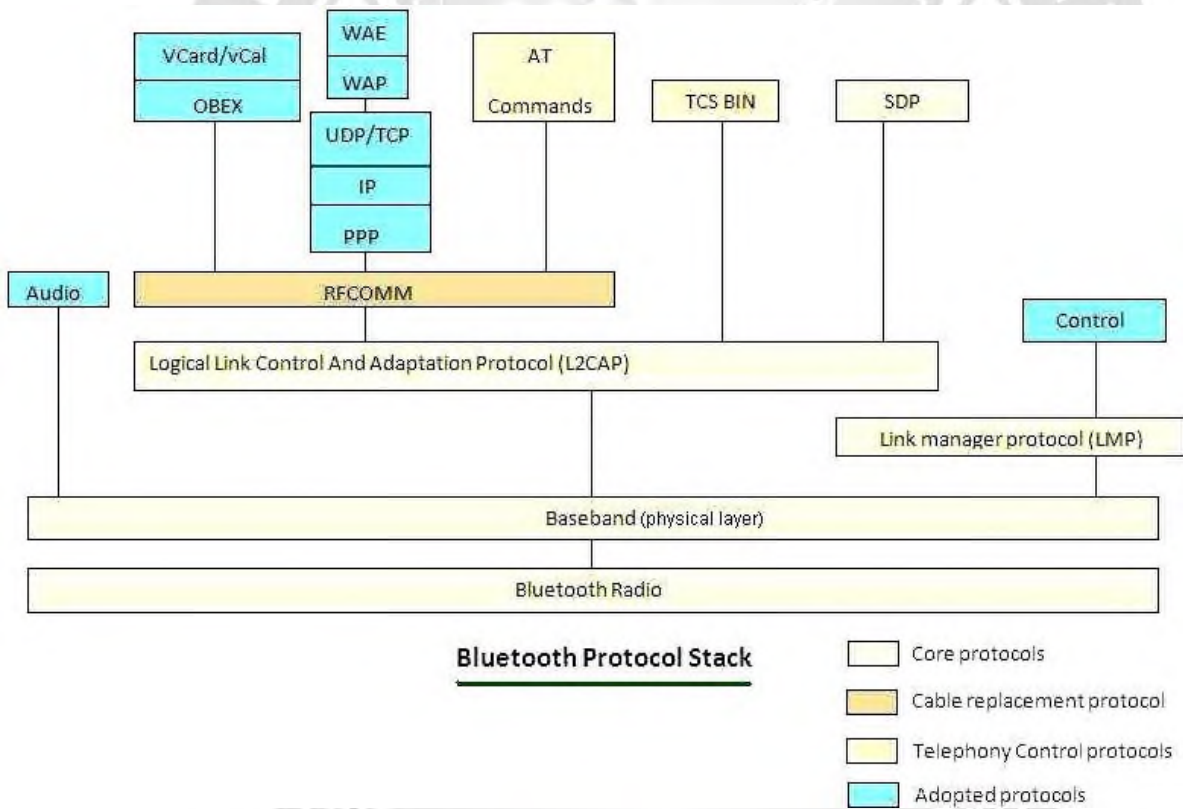 VCard/vCal
OBEX
WAE
WAP
UDP/TCP
IP
PPP
AT
Commands
TCS BIN
SDP
Audio
RFCOMM
Control
Logical Link Control And Adaptation Protocol (L2CAP)
Link manager protocol (LMP)
Baseband (physical layer)
Bluetooth Radio
Bluetooth Protocol Stack
Core protocols
Cable replacement protocol
Telephony Control protocols
Adopted protocols